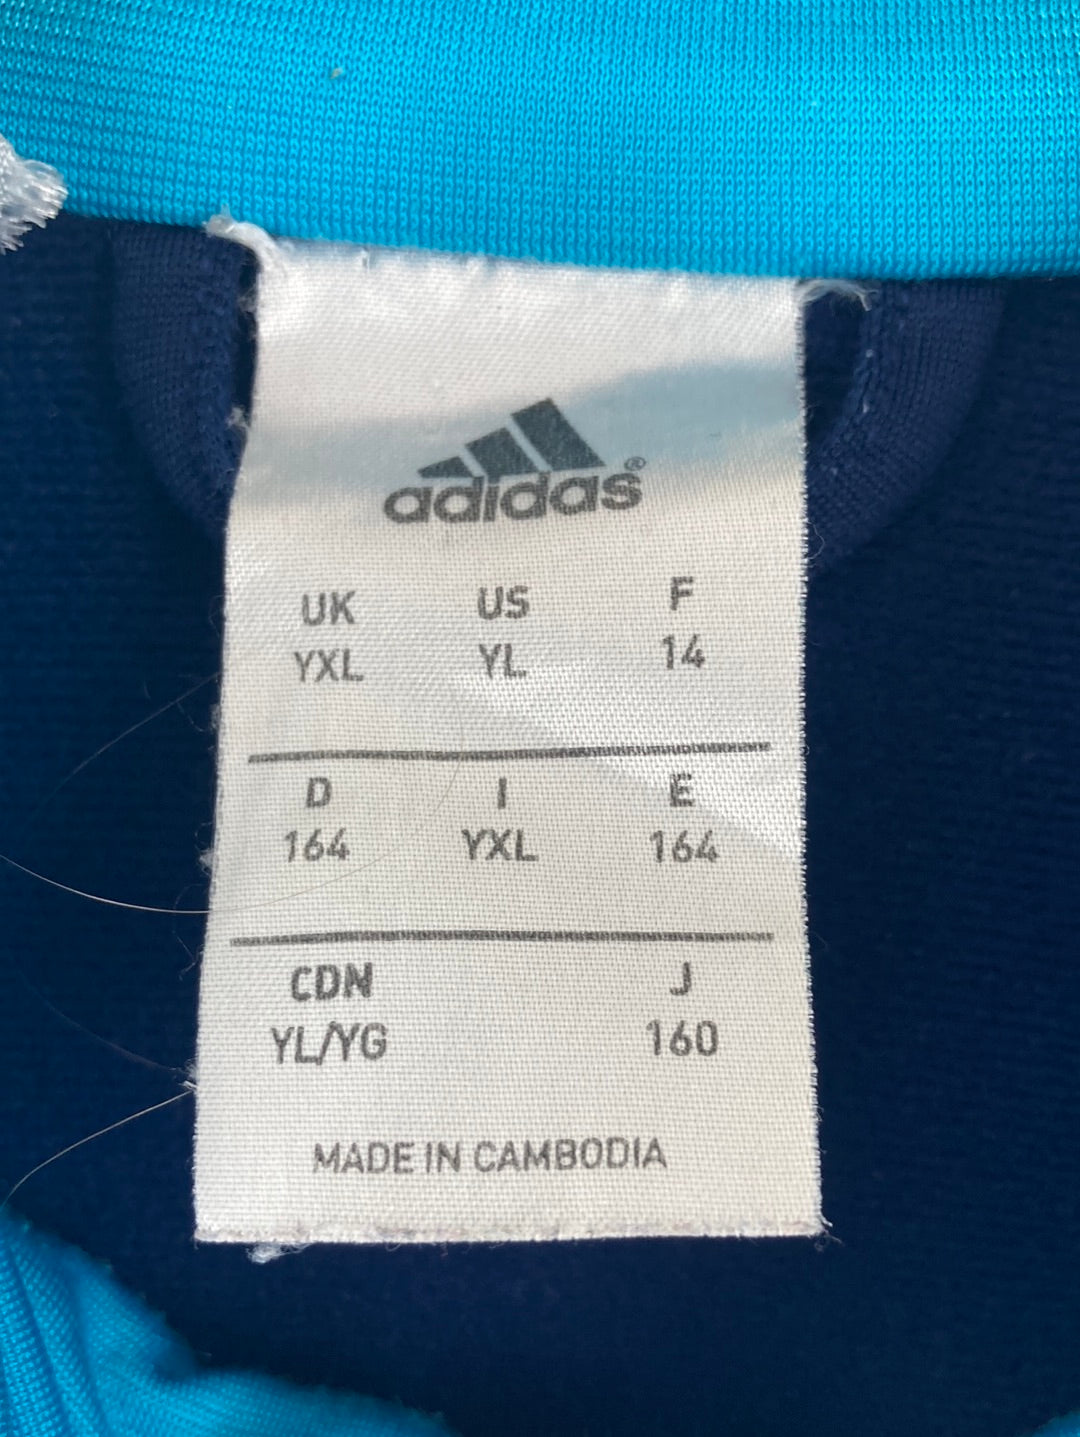 adidas®
UK US F
YXL YL 14
D I E
164 YXL 164
CDN J
YL/YG 160
MADE IN CAMBODIA